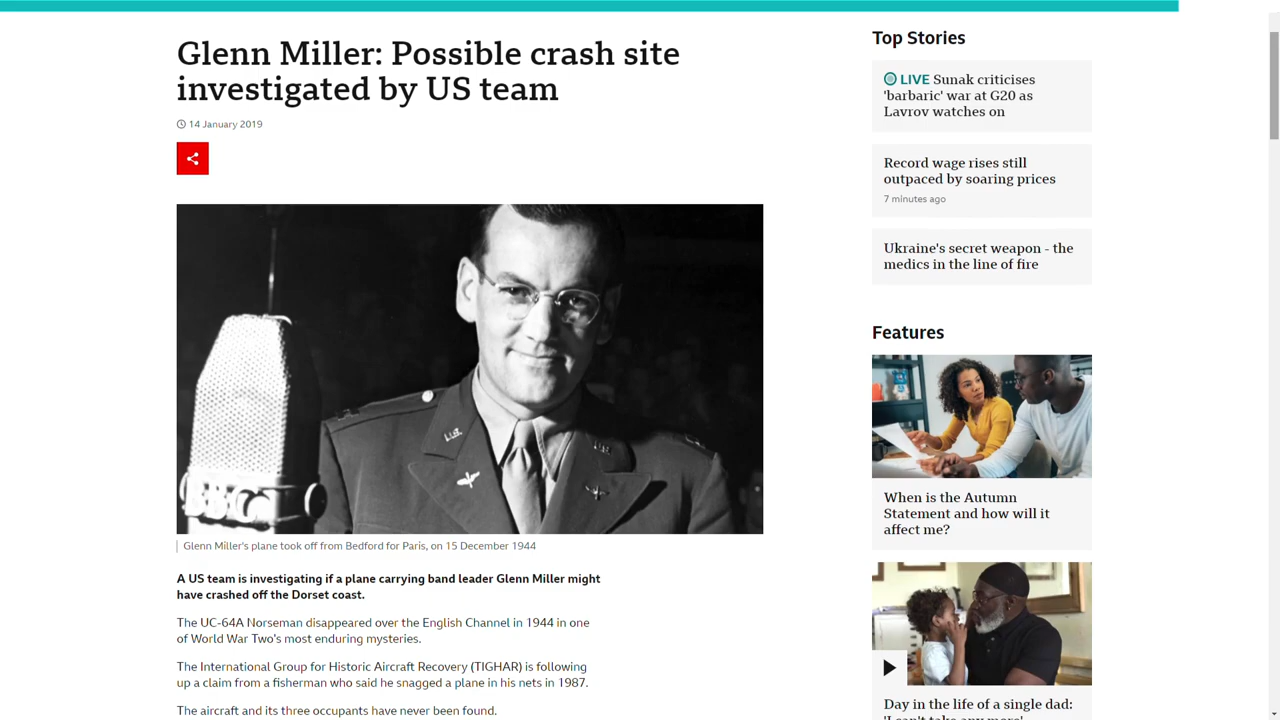 Glenn Miller: Possible crash site
investigated by US team
14 January 2019
BBC
Glenn Miller's plane took off from Bedford for Paris, on 15 December 1944
A US team is investigating if a plane carrying band leader Glenn Miller might
have crashed off the Dorset coast.
The UC-64A Norseman disappeared over the English Channel in 1944 in one
of World War Two's most enduring mysteries.
The International Group for Historic Aircraft Recovery (TIGHAR) is following
up a claim from a fisherman who said he snagged a plane in his nets in 1987.
The aircraft and its three occupants have never been found.
Top Stories
LIVE Sunak criticises
'barbaric' war at G20 as
Lavrov watches on
Record wage rises still
outpaced by soaring prices
7 minutes ago
Ukraine's secret weapon - the
medics in the line of fire
Features
When is the Autumn
Statement and how will it
affect me?
Day in the life of a single dad:
'I can't take any more'